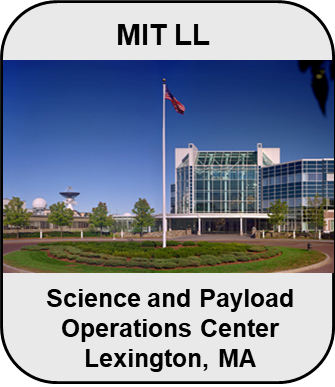 MIT LL
Science and Payload
Operations Center
Lexington, MA